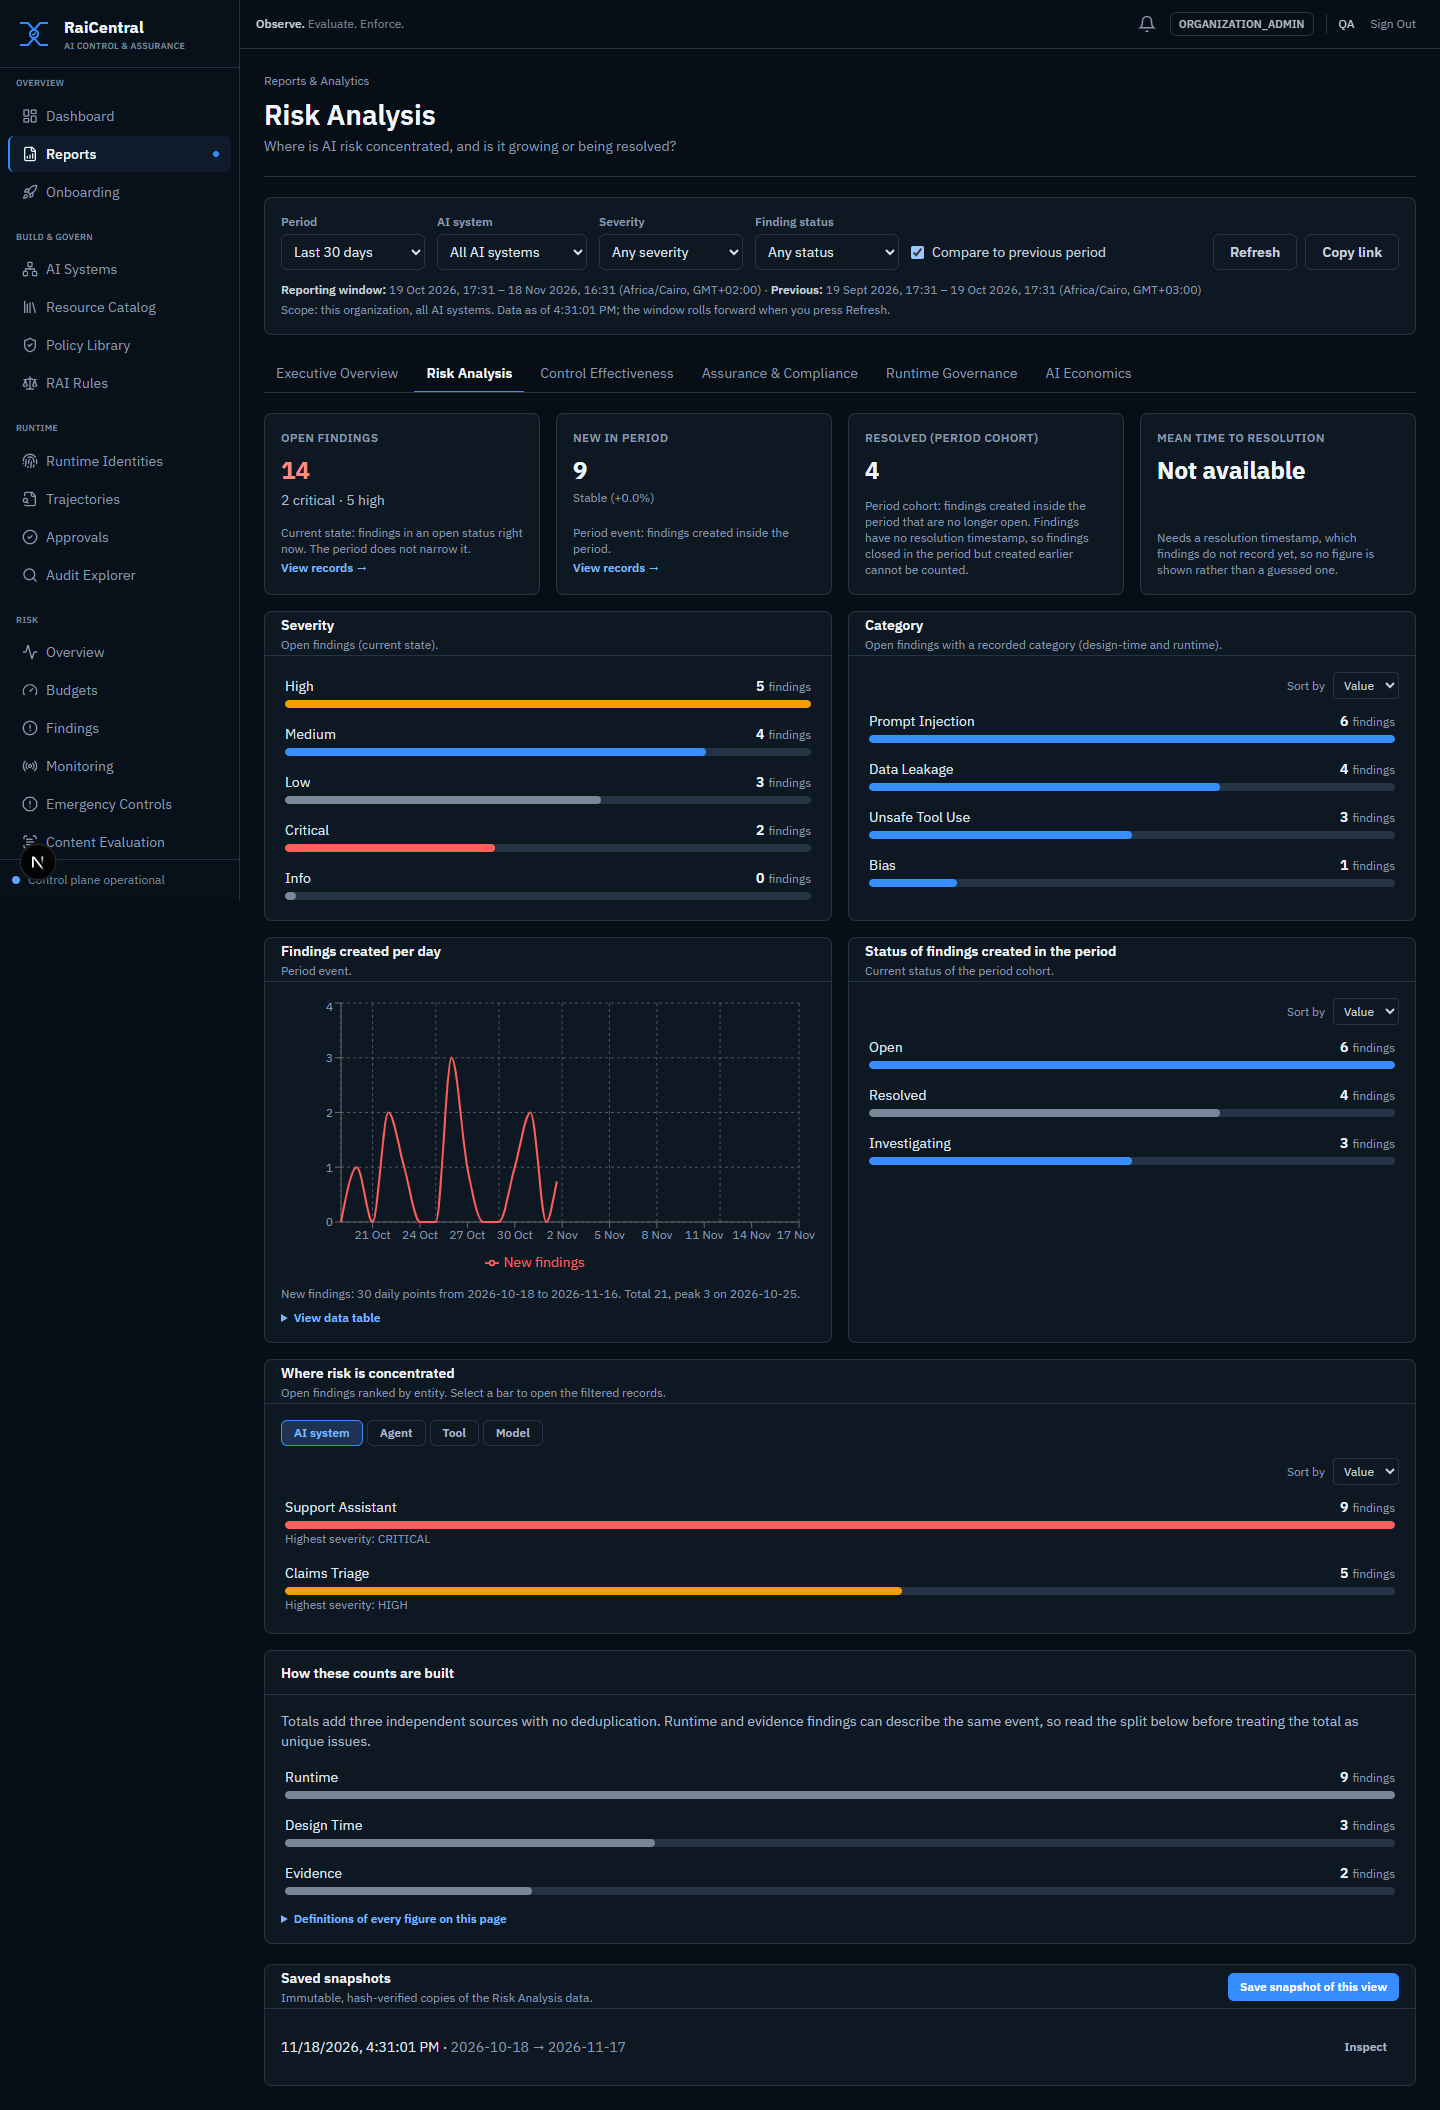 RaiCentral
AI CONTROL & ASSURANCE
Observe. Evaluate. Enforce.
ORGANIZATION_ADMIN
QA
Sign Out
OVERVIEW
Dashboard
Reports
Onboarding
BUILD & GOVERN
AI Systems
Resource Catalog
Policy Library
RAI Rules
RUNTIME
Runtime Identities
Trajectories
Approvals
Audit Explorer
RISK
Overview
Budgets
Findings
Monitoring
Emergency Controls
Content Evaluation
N
Control plane operational
Reports & Analytics
Risk Analysis
Where is AI risk concentrated, and is it growing or being resolved?
Period
AI system
Severity
Finding status
Last 30 days
All AI systems
Any severity
Any status
Compare to previous period
Refresh
Copy link
Reporting window: 19 Oct 2026, 17:31 – 18 Nov 2026, 16:31 (Africa/Cairo, GMT+02:00) · Previous: 19 Sept 2026, 17:31 – 19 Oct 2026, 17:31 (Africa/Cairo, GMT+03:00)
Scope: this organization, all AI systems. Data as of 4:31:01 PM; the window rolls forward when you press Refresh.
Executive Overview
Risk Analysis
Control Effectiveness
Assurance & Compliance
Runtime Governance
AI Economics
OPEN FINDINGS
14
2 critical · 5 high
Current state: findings in an open status right
now. The period does not narrow it.
View records →
NEW IN PERIOD
9
Stable (+0.0%)
Period event: findings created inside the
period.
View records →
RESOLVED (PERIOD COHORT)
4
Period cohort: findings created inside the
period that are no longer open. Findings
have no resolution timestamp, so findings
closed in the period but created earlier
cannot be counted.
MEAN TIME TO RESOLUTION
Not available
Needs a resolution timestamp, which
findings do not record yet, so no figure is
shown rather than a guessed one.
Severity
Open findings (current state).
High 5 findings
Medium 4 findings
Low 3 findings
Critical 2 findings
Info 0 findings
Category
Open findings with a recorded category (design-time and runtime).
Sort by Value
Prompt Injection 6 findings
Data Leakage 4 findings
Unsafe Tool Use 3 findings
Bias 1 findings
Findings created per day
Period event.
4
3
2
1
0
21 Oct 24 Oct 27 Oct 30 Oct 2 Nov 5 Nov 8 Nov 11 Nov 14 Nov 17 Nov
New findings
New findings: 30 daily points from 2026-10-18 to 2026-11-16. Total 21, peak 3 on 2026-10-25.
View data table
Status of findings created in the period
Current status of the period cohort.
Sort by Value
Open 6 findings
Resolved 4 findings
Investigating 3 findings
Where risk is concentrated
Open findings ranked by entity. Select a bar to open the filtered records.
AI system
Agent
Tool
Model
Sort by Value
Support Assistant 9 findings
Highest severity: CRITICAL
Claims Triage 5 findings
Highest severity: HIGH
How these counts are built
Totals add three independent sources with no deduplication. Runtime and evidence findings can describe the same event, so read the split below before treating the total as
unique issues.
Runtime 9 findings
Design Time 3 findings
Evidence 2 findings
Definitions of every figure on this page
Saved snapshots
Immutable, hash-verified copies of the Risk Analysis data.
Save snapshot of this view
11/18/2026, 4:31:01 PM · 2026-10-18 → 2026-11-17
Inspect